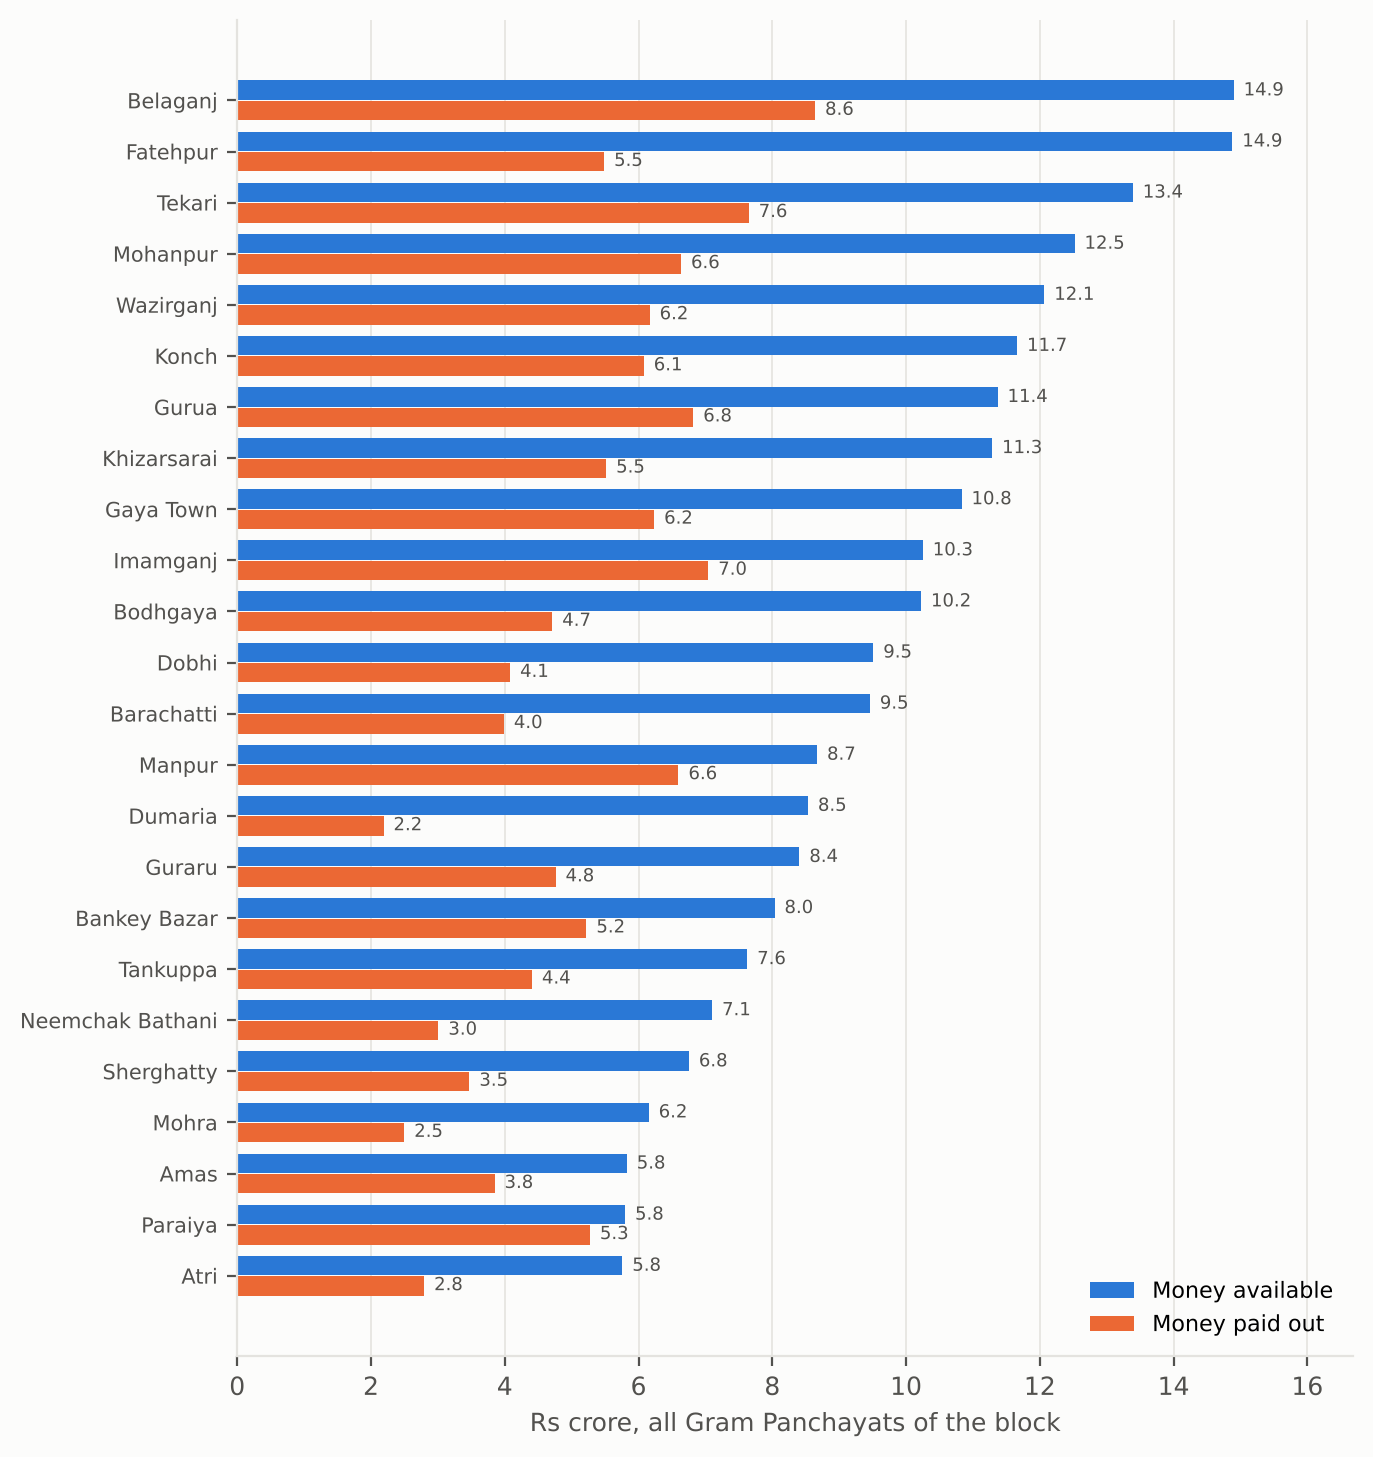 Belaganj 14.9
8.6
Fatehpur 14.9
5.5
Tekari 13.4
7.6
Mohanpur 12.5
6.6
Wazirganj 12.1
6.2
Konch 11.7
6.1
Gurua 11.4
6.8
Khizarsarai 11.3
5.5
Gaya Town 10.8
6.2
Imamganj 10.3
7.0
Bodhgaya 10.2
4.7
Dobhi 9.5
4.1
Barachatti 9.5
4.0
Manpur 8.7
6.6
Dumaria 8.5
2.2
Guraru 8.4
4.8
Bankey Bazar 8.0
5.2
Tankuppa 7.6
4.4
Neemchak Bathani 7.1
3.0
Sherghatty 6.8
3.5
Mohra 6.2
2.5
Amas 5.8
3.8
Paraiya 5.8
5.3
Atri 5.8
2.8
Money available
Money paid out
0 2 4 6 8 10 12 14 16
Rs crore, all Gram Panchayats of the block